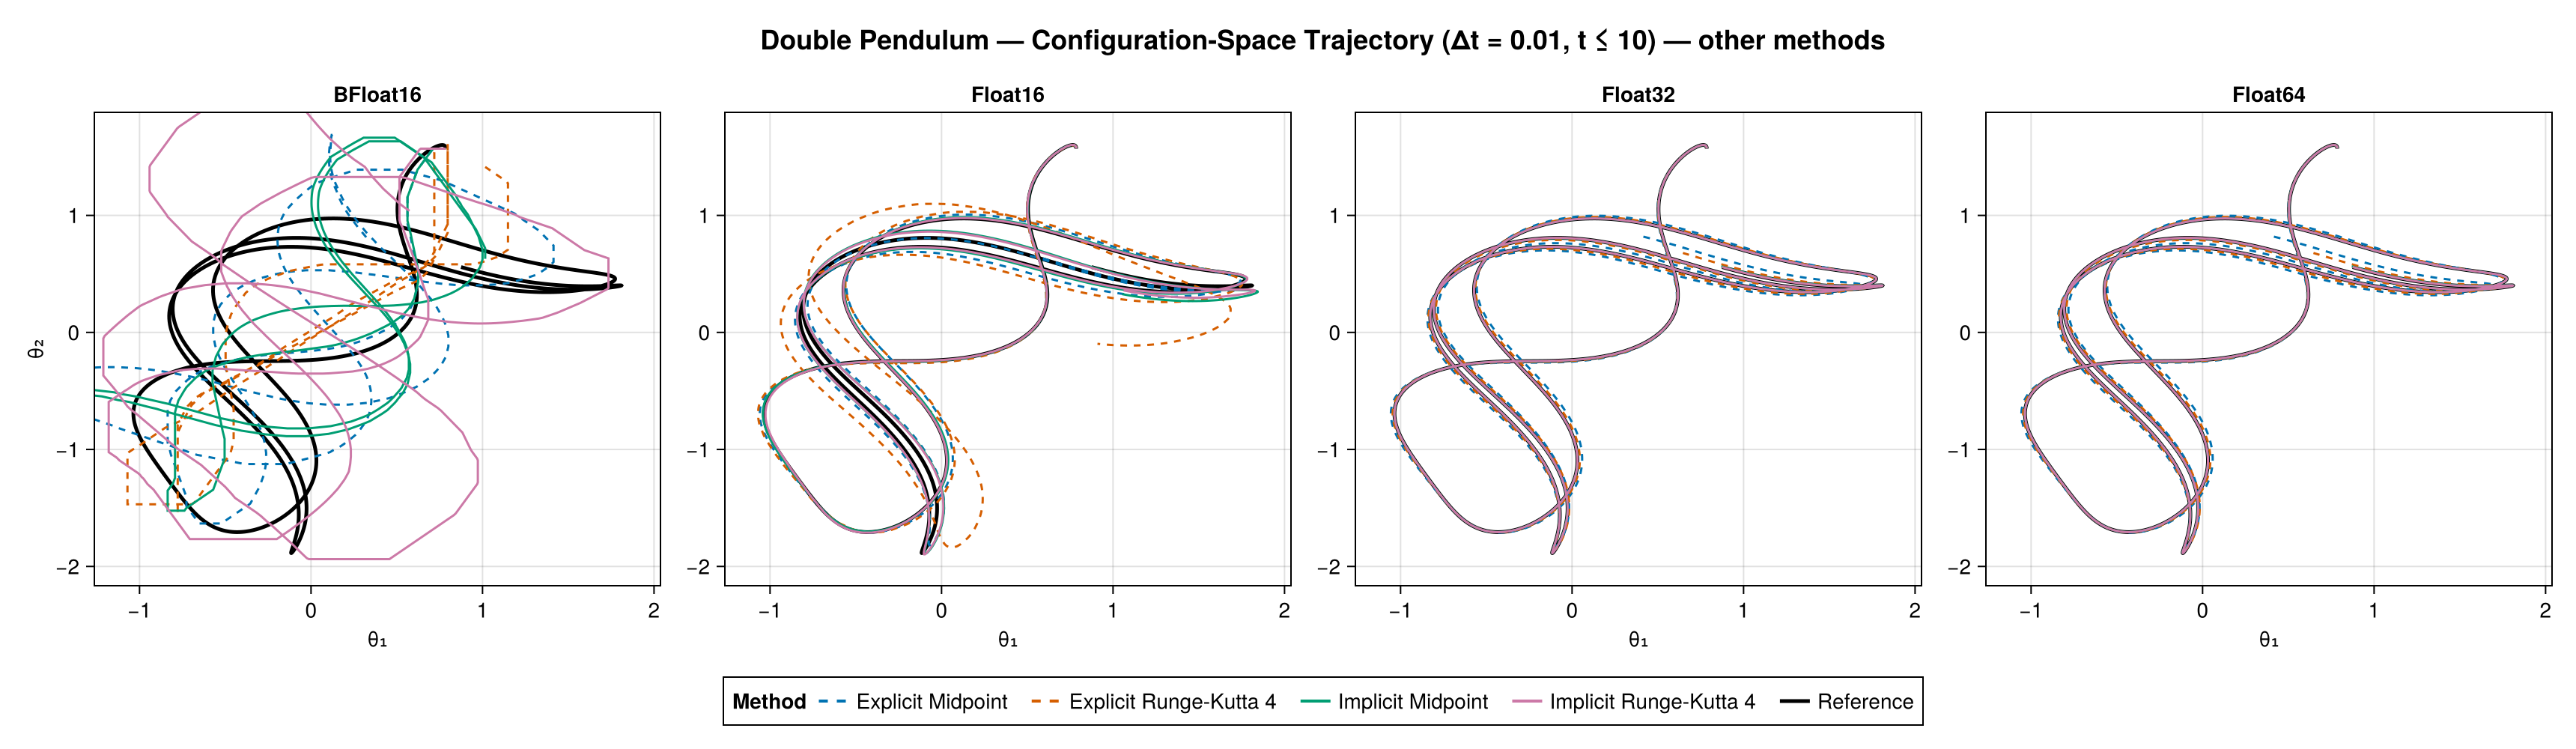 Double Pendulum — Configuration-Space Trajectory (Δt = 0.01, t ≤ 10) — other methods
BFloat16
θ₂
1
0
−1
−2
−1
0
1
2
θ₁
Float16
1
0
−1
−2
−1
0
1
2
θ₁
Float32
1
0
−1
−2
−1
0
1
2
θ₁
Float64
1
0
−1
−2
−1
0
1
2
θ₁
Method Explicit Midpoint Explicit Runge-Kutta 4 Implicit Midpoint Implicit Runge-Kutta 4 Reference